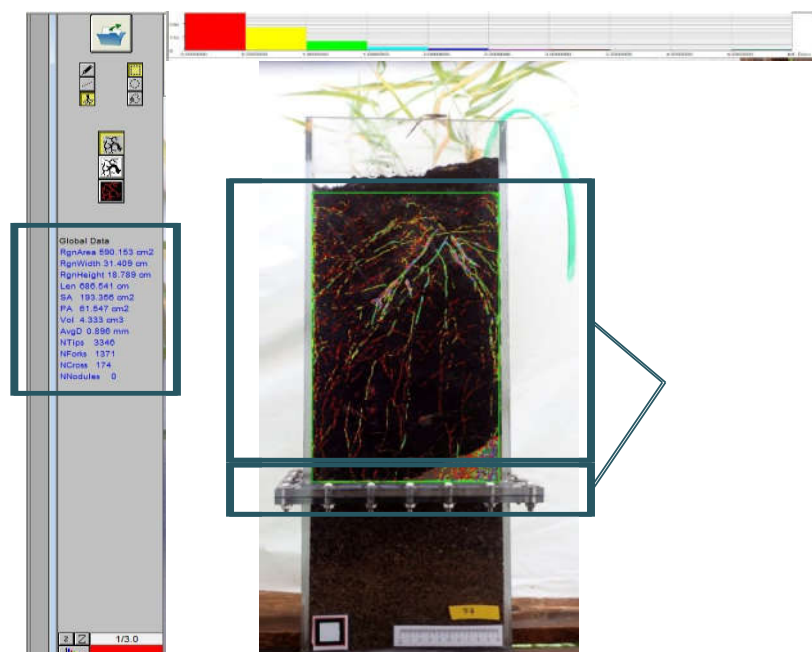 Global Data
RgnArea 590.153 cm2
RgnWidth 31.409 cm
RgnHeight 18.789 cm
Len 686.541 cm
SA 193.366 cm2
PA 61.547 cm2
Vol 4.333 cm3
AvgD 0.896 mm
NTips 3346
NForks 1371
NCross 174
NNodules 0
1/3.0